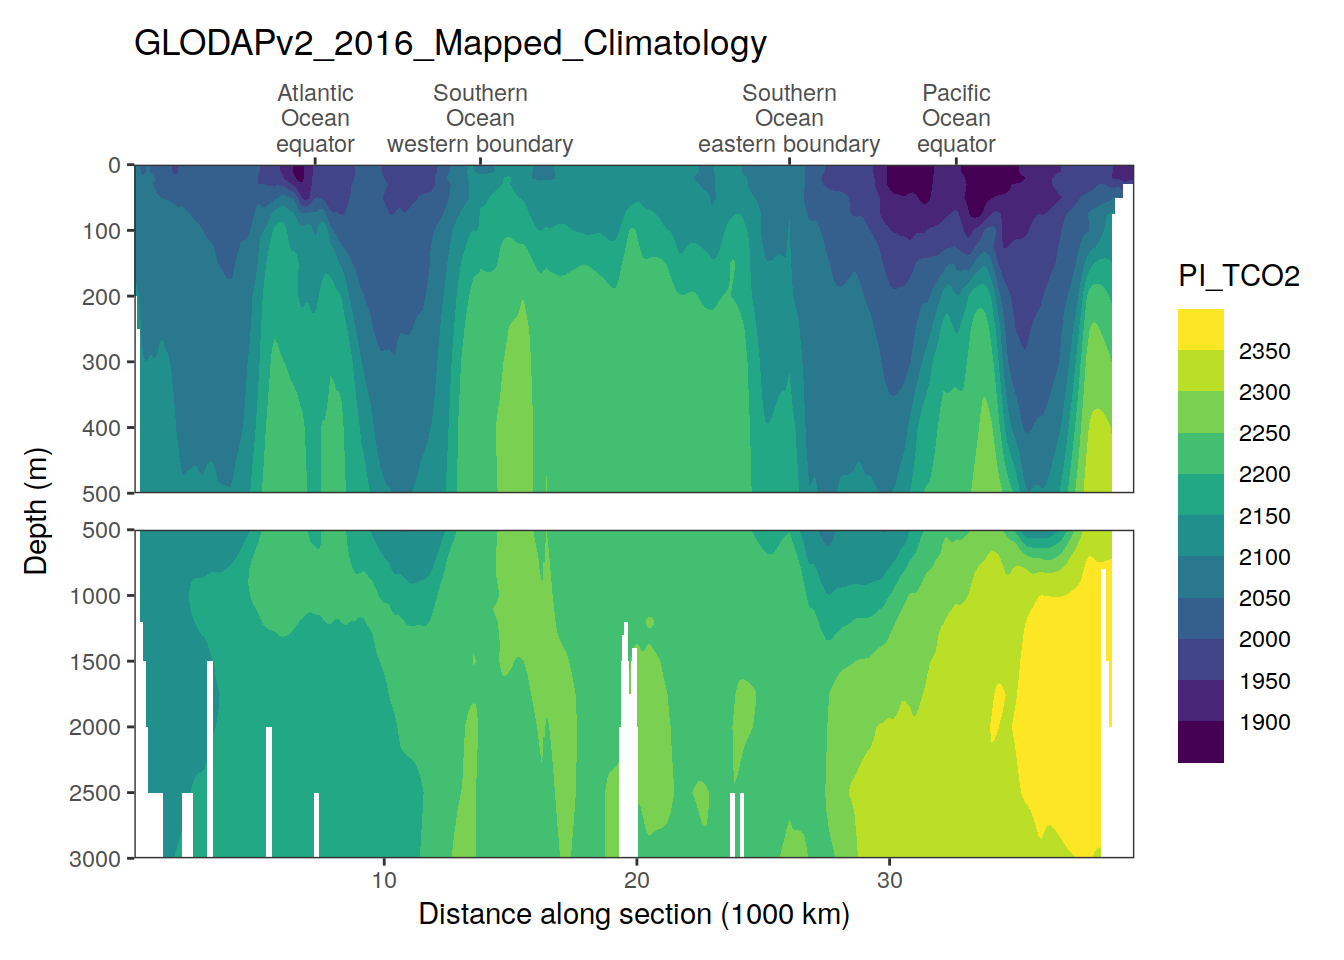 GLODAPv2_2016_Mapped_Climatology
Atlantic
Ocean
equator
Southern
Ocean
western boundary
Southern
Ocean
eastern boundary
Pacific
Ocean
equator
Depth (m)
0
100
200
300
400
500
500
1000
1500
2000
2500
3000
10
20
30
Distance along section (1000 km)
PI_TCO2
2350
2300
2250
2200
2150
2100
2050
2000
1950
1900